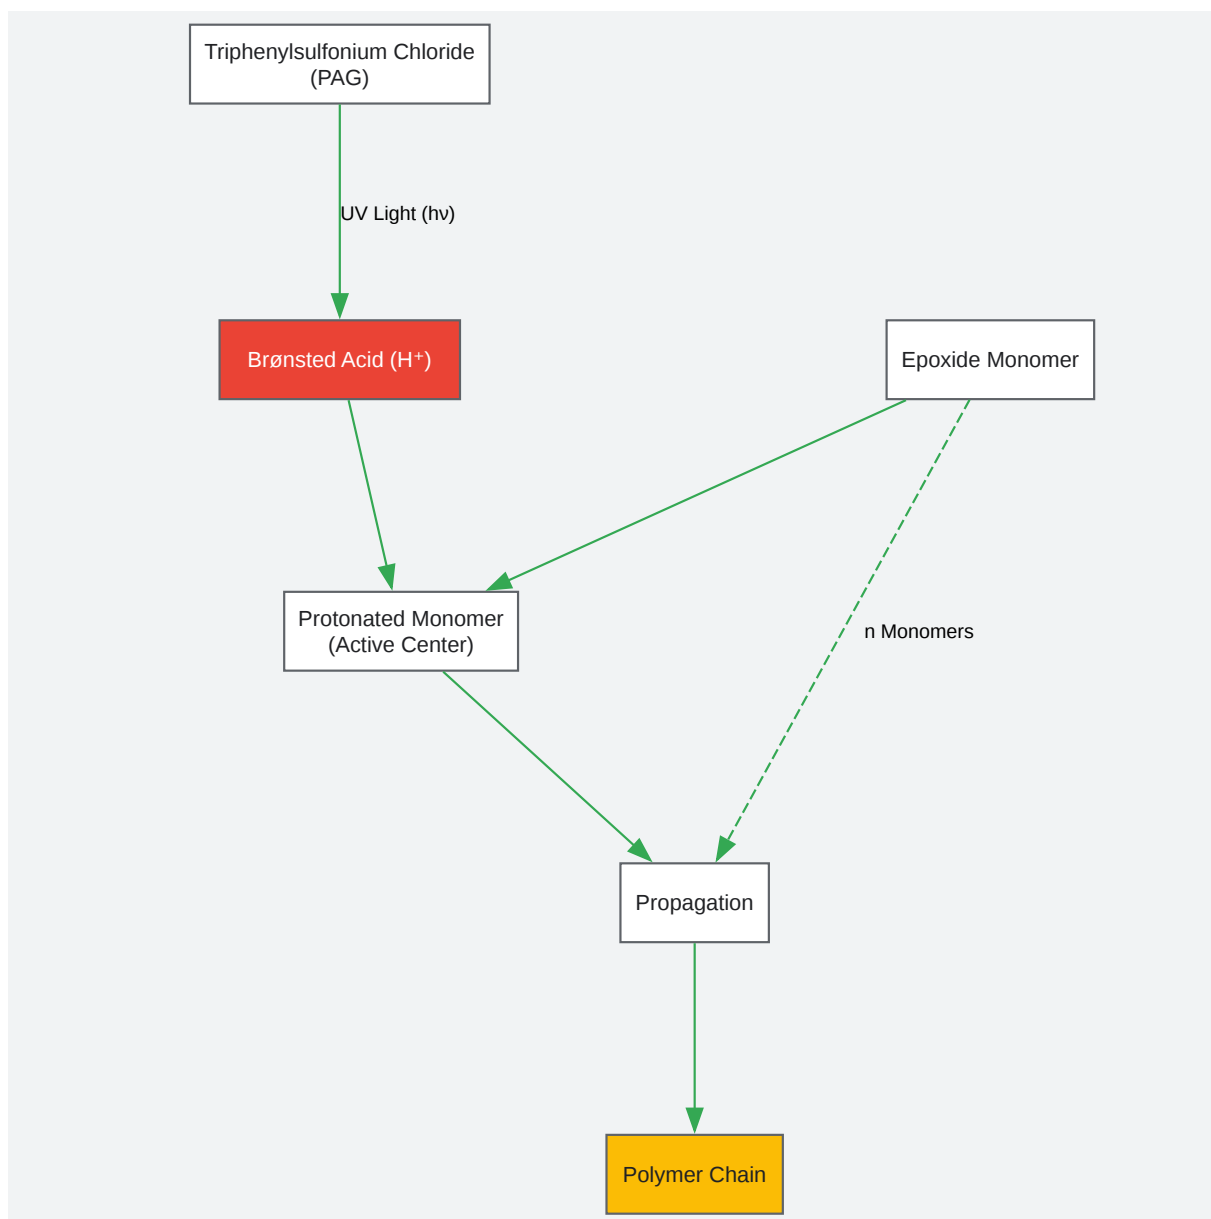 Triphenylsulfonium Chloride
(PAG)
UV Light (hν)
Brønsted Acid (H⁺)
Epoxide Monomer
Protonated Monomer
(Active Center)
n Monomers
Propagation
Polymer Chain